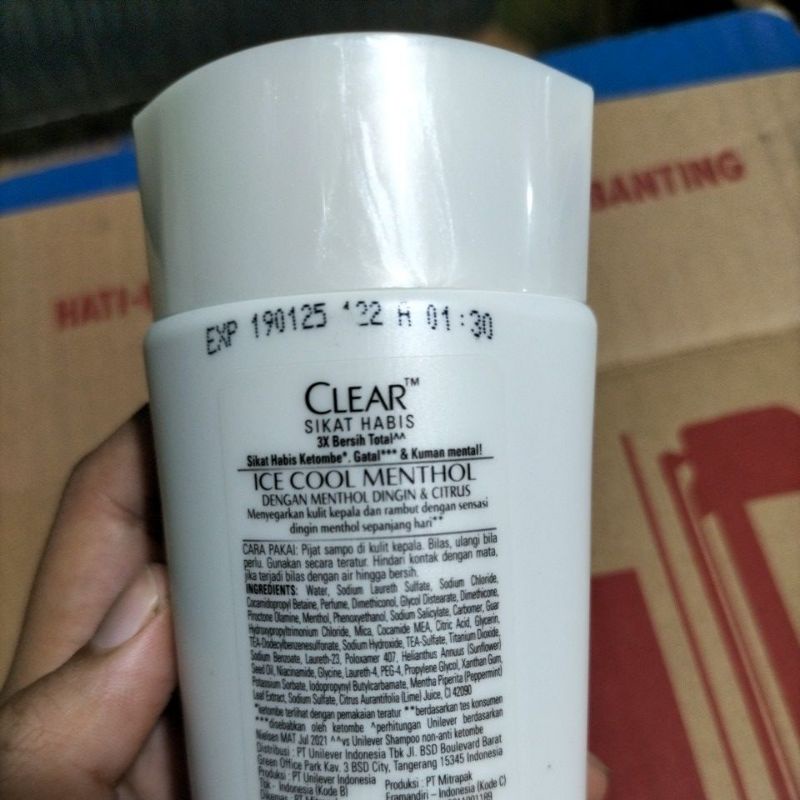 BANTING
HATI-
EXP 190125 122 A 01:30
CLEAR™
SIKAT HABIS
3X Bersih Total^^
Sikat Habis Ketombe*, Gatal*** & Kuman mental!
ICE COOL MENTHOL
DENGAN MENTHOL DINGIN & CITRUS
Menyegarkan kulit kepala dan rambut dengan sensasi
dingin menthol sepanjang hari**
CARA PAKAI: Pijat sampo di kulit kepala. Bilas, ulangi bila
perlu. Gunakan secara teratur. Hindari kontak dengan mata,
jika terjadi bilas dengan air hingga bersih.
INGREDIENTS: Water, Sodium Laureth Sulfate, Sodium Chloride,
Cocamidopropyl Betaine, Perfume, Dimethiconol, Glycol Distearate, Dimethicone,
Piroctone Olamine, Menthol, Phenoxyethanol, Sodium Salicylate, Carbomer, Guar
Hydroxypropyltrimonium Chloride, Mica, Cocamide MEA, Citric Acid, Glycerin,
TEA-Dodecylbenzenesulfonate, Sodium Hydroxide, TEA-Sulfate, Titanium Dioxide,
Sodium Benzoate, Laureth-23, Poloxamer 407, Helianthus Annuus (Sunflower)
Seed Oil, Niacinamide, Glycine, Laureth-4, PEG-4, Propylene Glycol, Xanthan Gum,
Potassium Sorbate, Iodopropynyl Butylcarbamate, Mentha Piperita (Peppermint)
Leaf Extract, Sodium Sulfate, Citrus Aurantifolia (Lime) Juice, CI 42090
*ketombe terlihat dengan pemakaian teratur **berdasarkan tes konsumen
***disebabkan oleh ketombe ^perhitungan Unilever berdasarkan
Nielsen MAT Jul 2021 ^^vs Unilever Shampoo non-anti ketombe
Distribusi : PT Unilever Indonesia Tbk Jl. BSD Boulevard Barat
Green Office Park Kav. 3 BSD City, Tangerang 15345 Indonesia
Produksi : PT Unilever Indonesia
Tbk - Indonesia (Kode B)
Produksi : PT Mitrapak
Eramandiri – Indonesia (Kode C)